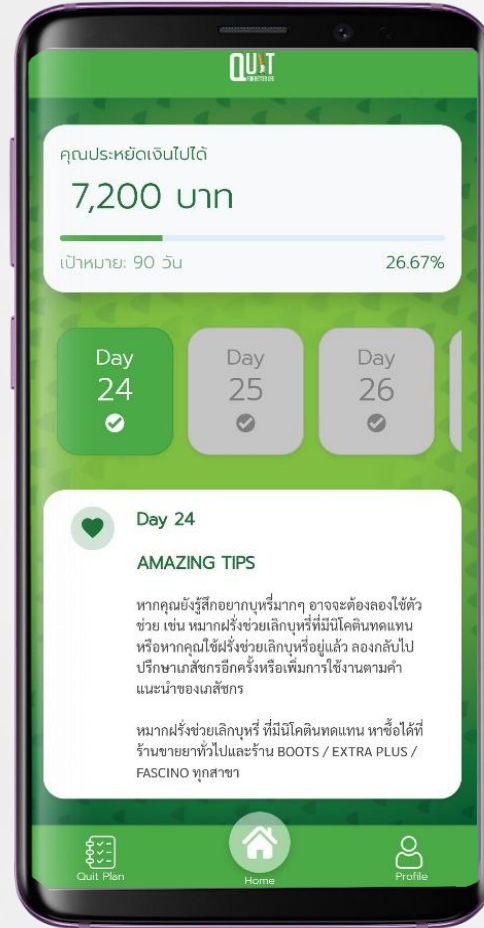 QUIT
FOR BETTER LIFE
คุณประหยัดเงินไปได้
7,200 บาท
เป้าหมาย: 90 วัน 26.67%
Day Day Day
24 25 26
Day 24
AMAZING TIPS
หากคุณยังรู้สึกอยากบุหรี่มากๆ อาจจะต้องลองใช้ตัว
ช่วย เช่น หมากฝรั่งช่วยเลิกบุหรี่ที่มีนิโคตินทดแทน
หรือหากคุณใช้ฝรั่งช่วยเลิกบุหรี่อยู่แล้ว ลองกลับไป
ปรึกษาเภสัชกรอีกครั้งหรือเพิ่มการใช้งานตามคำ
แนะนำของเภสัชกร
หมากฝรั่งช่วยเลิกบุหรี่ ที่มีนิโคตินทดแทน หาซื้อได้ที่
ร้านขายยาทั่วไปและร้าน BOOTS / EXTRA PLUS /
FASCINO ทุกสาขา
Quit Plan Home Profile